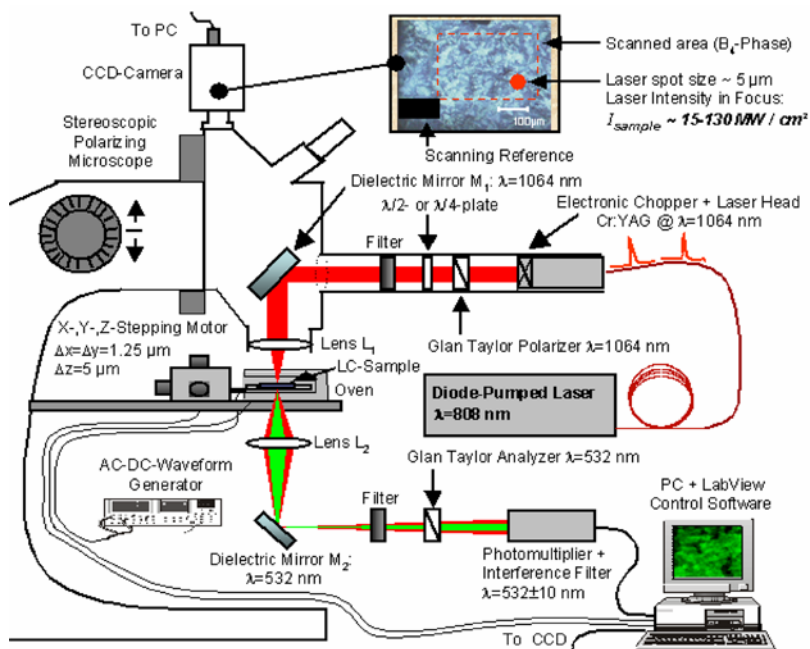 To PC
CCD-Camera
Stereoscopic
Polarizing
Microscope
Scanned area (B₄-Phase)
Laser spot size ~ 5 µm
Laser Intensity in Focus:
I sample ~ 15-130 MW / cm²
100µm
Scanning Reference
Dielectric Mirror M₁: λ=1064 nm
λ/2- or λ/4-plate
Filter
Electronic Chopper + Laser Head
Cr:YAG @ λ=1064 nm
X-,Y-,Z-Stepping Motor
Δx=Δy=1.25 µm
Δz=5 µm
Lens L₁
LC-Sample
Oven
Glan Taylor Polarizer λ=1064 nm
Diode-Pumped Laser
λ=808 nm
Lens L₂
Glan Taylor Analyzer λ=532 nm
AC-DC-Waveform
Generator
Filter
PC + LabView
Control Software
Dielectric Mirror M₂:
λ=532 nm
Photomultiplier +
Interference Filter
λ=532±10 nm
To CCD